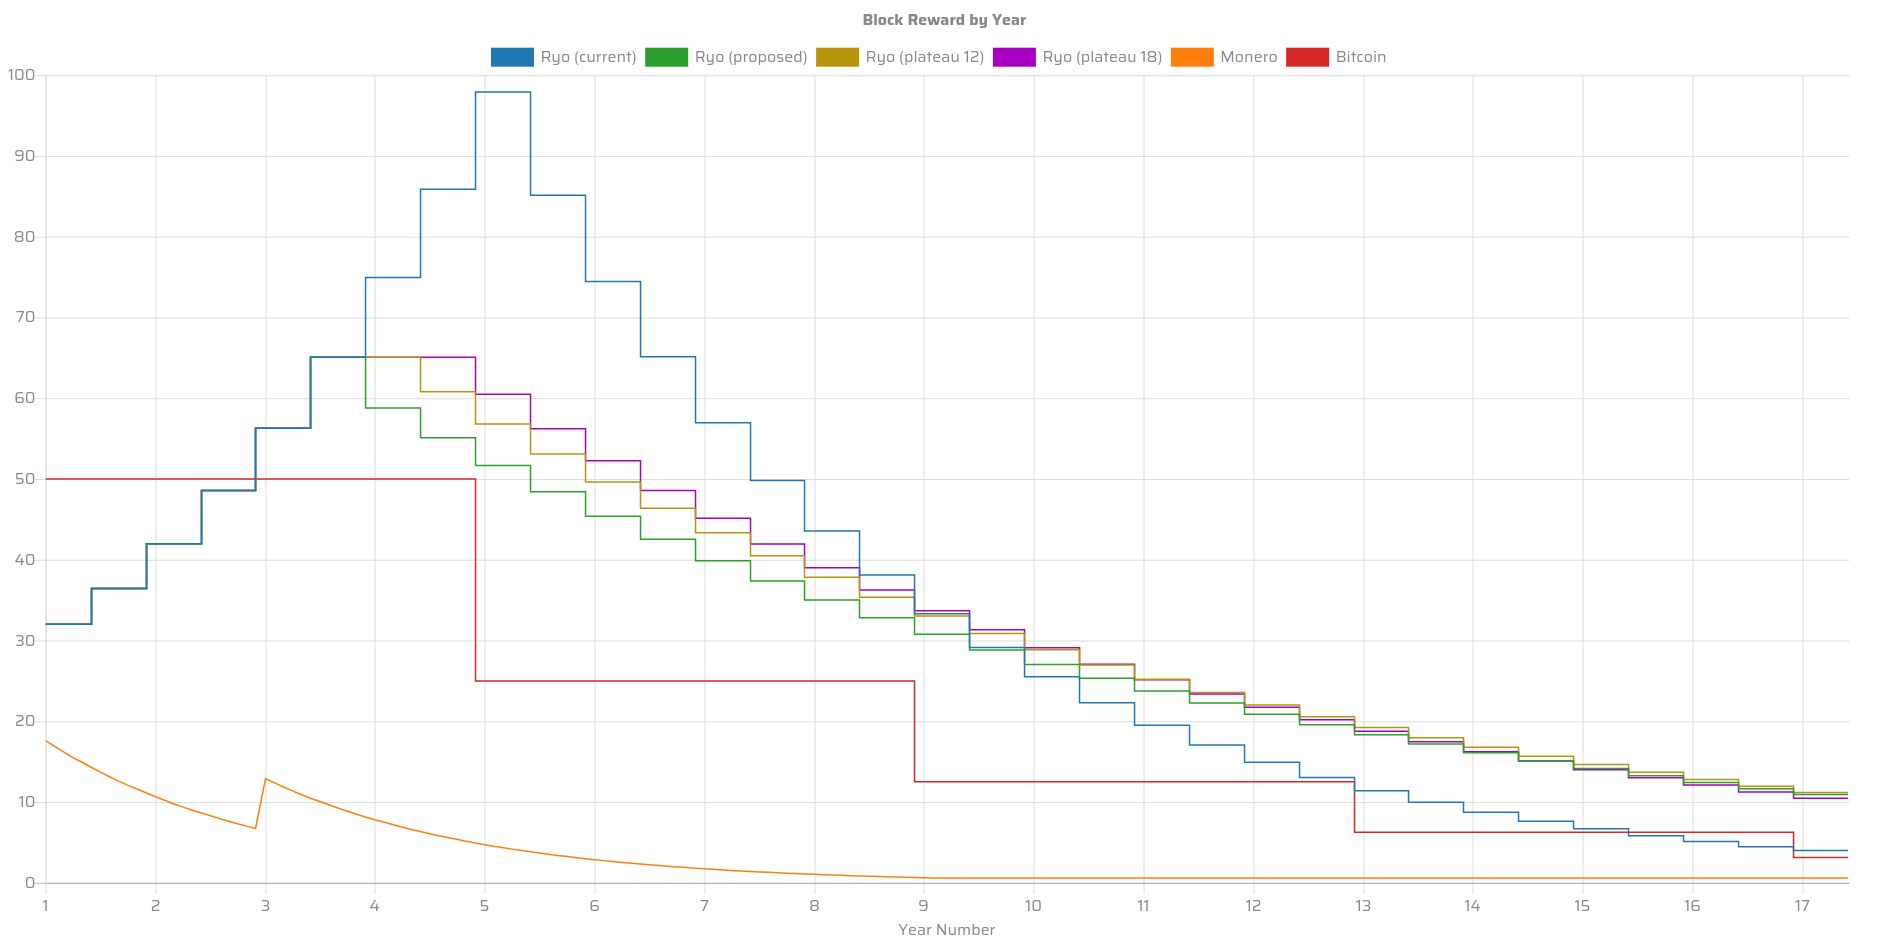 Block Reward by Year
Ryo (current) Ryo (proposed) Ryo (plateau 12) Ryo (plateau 18) Monero Bitcoin
100
90
80
70
60
50
40
30
20
10
0
1 2 3 4 5 6 7 8 9 10 11 12 13 14 15 16 17
Year Number